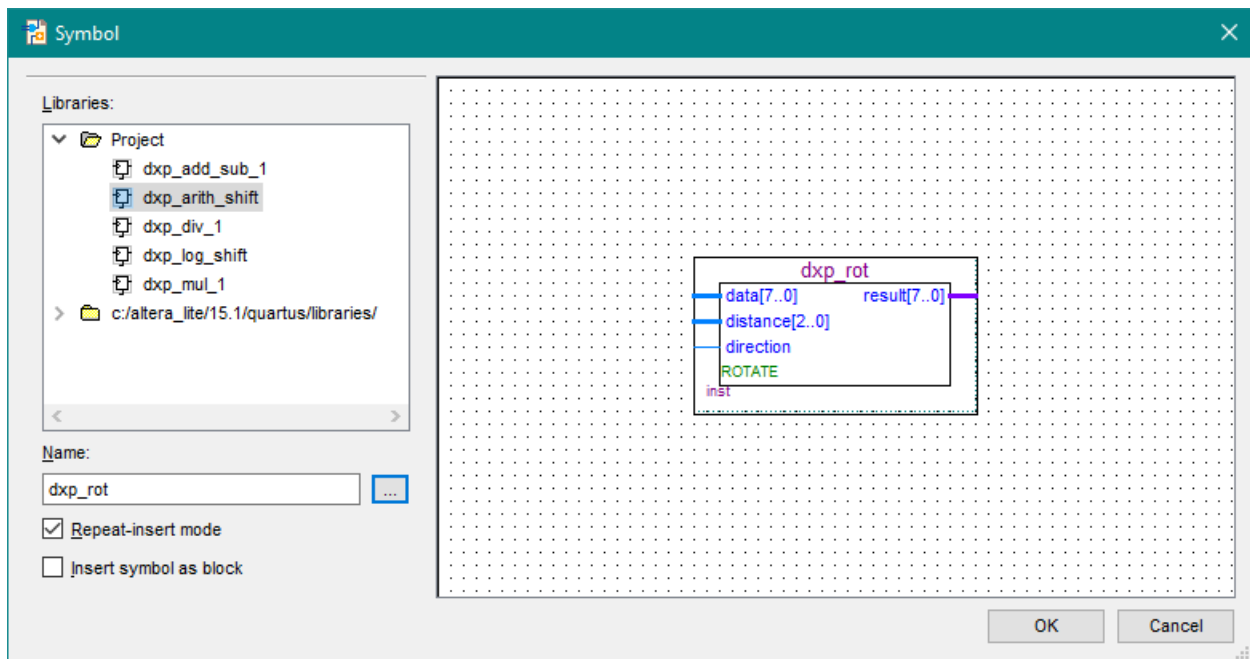 Symbol
Libraries:
Project
dxp_add_sub_1
dxp_arith_shift
dxp_div_1
dxp_log_shift
dxp_mul_1
c:/altera_lite/15.1/quartus/libraries/
Name:
dxp_rot
...
Repeat-insert mode
Insert symbol as block
dxp_rot
data[7..0] result[7..0]
distance[2..0]
direction
ROTATE
inst
OK Cancel